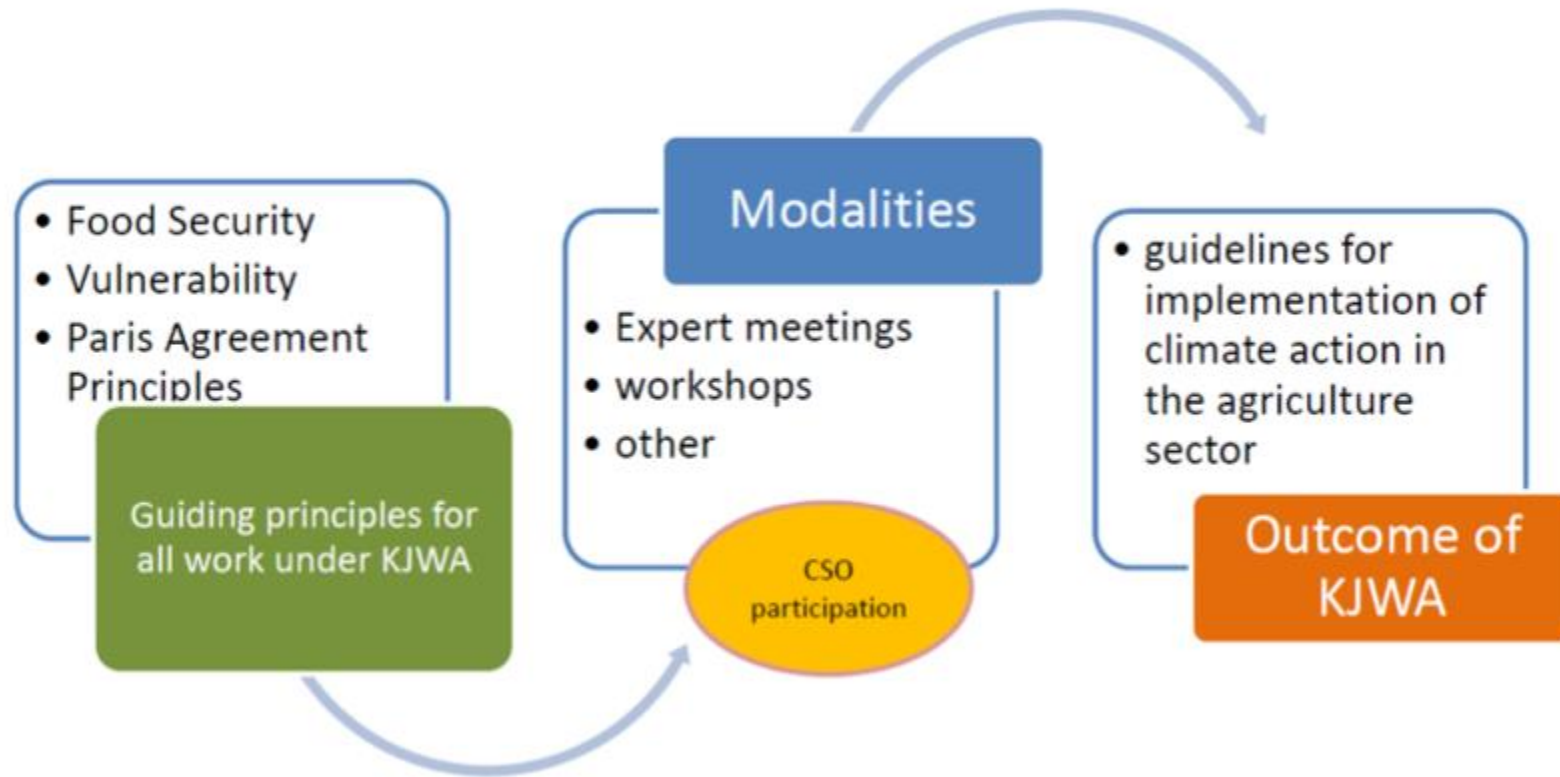 • Food Security
• Vulnerability
• Paris Agreement
Principles
Guiding principles for
all work under KJWA
Modalities
• Expert meetings
• workshops
• other
CSO
participation
• guidelines for
implementation of
climate action in
the agriculture
sector
Outcome of
KJWA